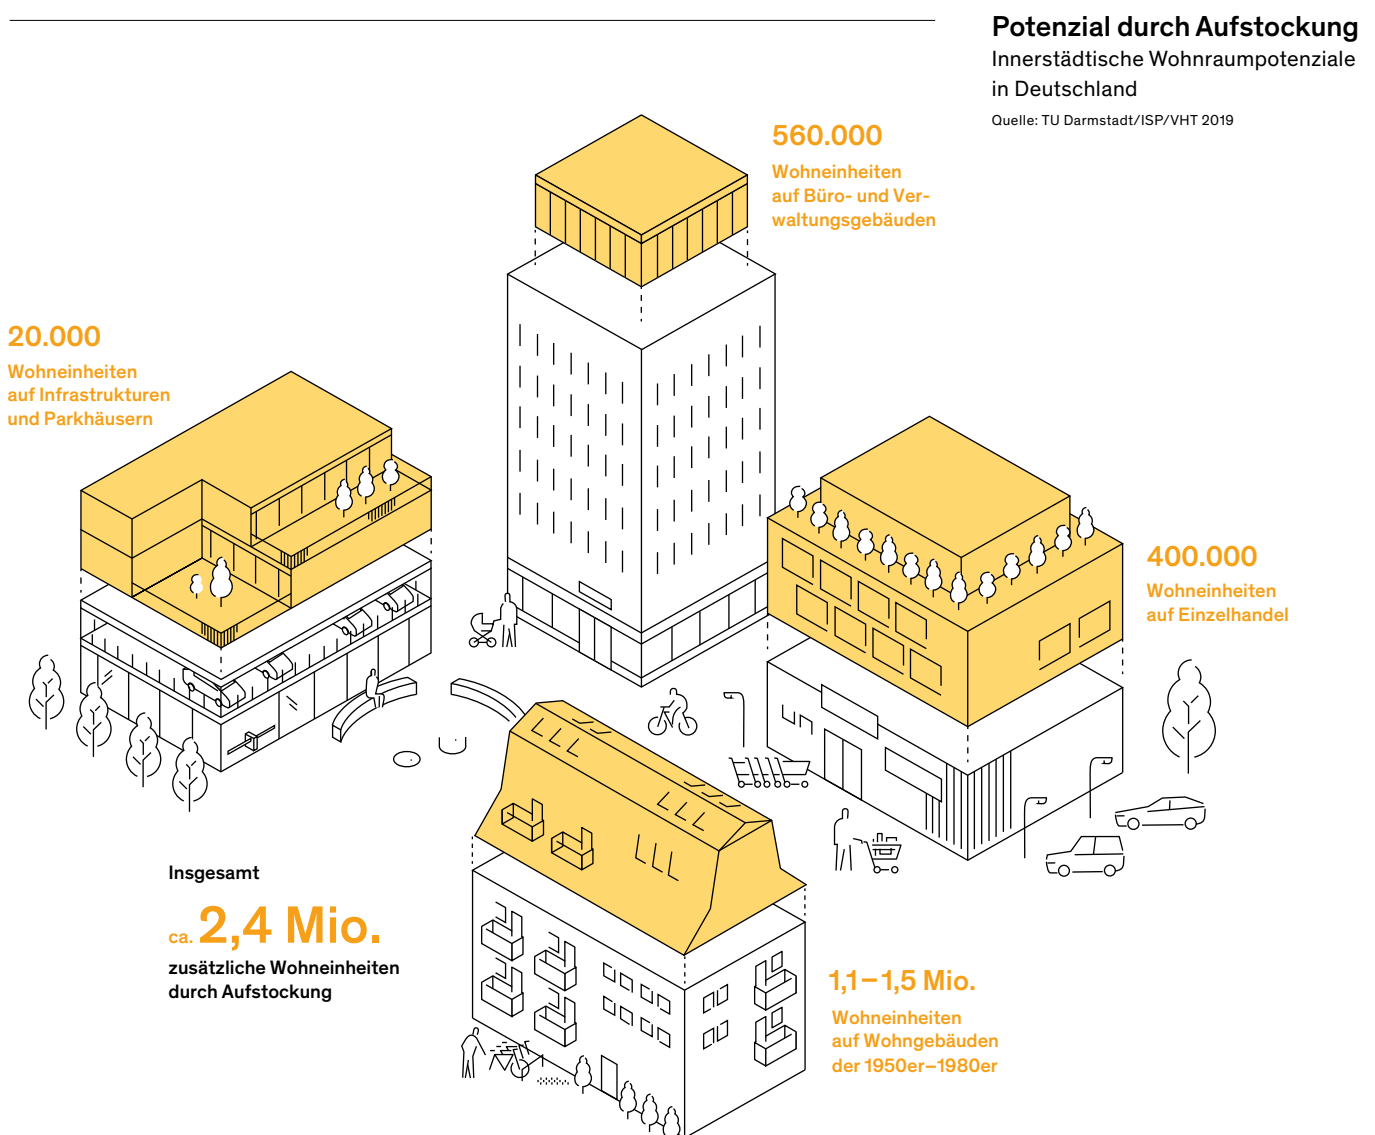 Potenzial durch Aufstockung
Innerstädtische Wohnraumpotenziale
in Deutschland
Quelle: TU Darmstadt/ISP/VHT 2019
560.000
Wohneinheiten
auf Büro- und Ver-
waltungsgebäuden
20.000
Wohneinheiten
auf Infrastrukturen
und Parkhäusern
400.000
Wohneinheiten
auf Einzelhandel
Insgesamt
ca. 2,4 Mio.
zusätzliche Wohneinheiten
durch Aufstockung
1,1–1,5 Mio.
Wohneinheiten
auf Wohngebäuden
der 1950er–1980er